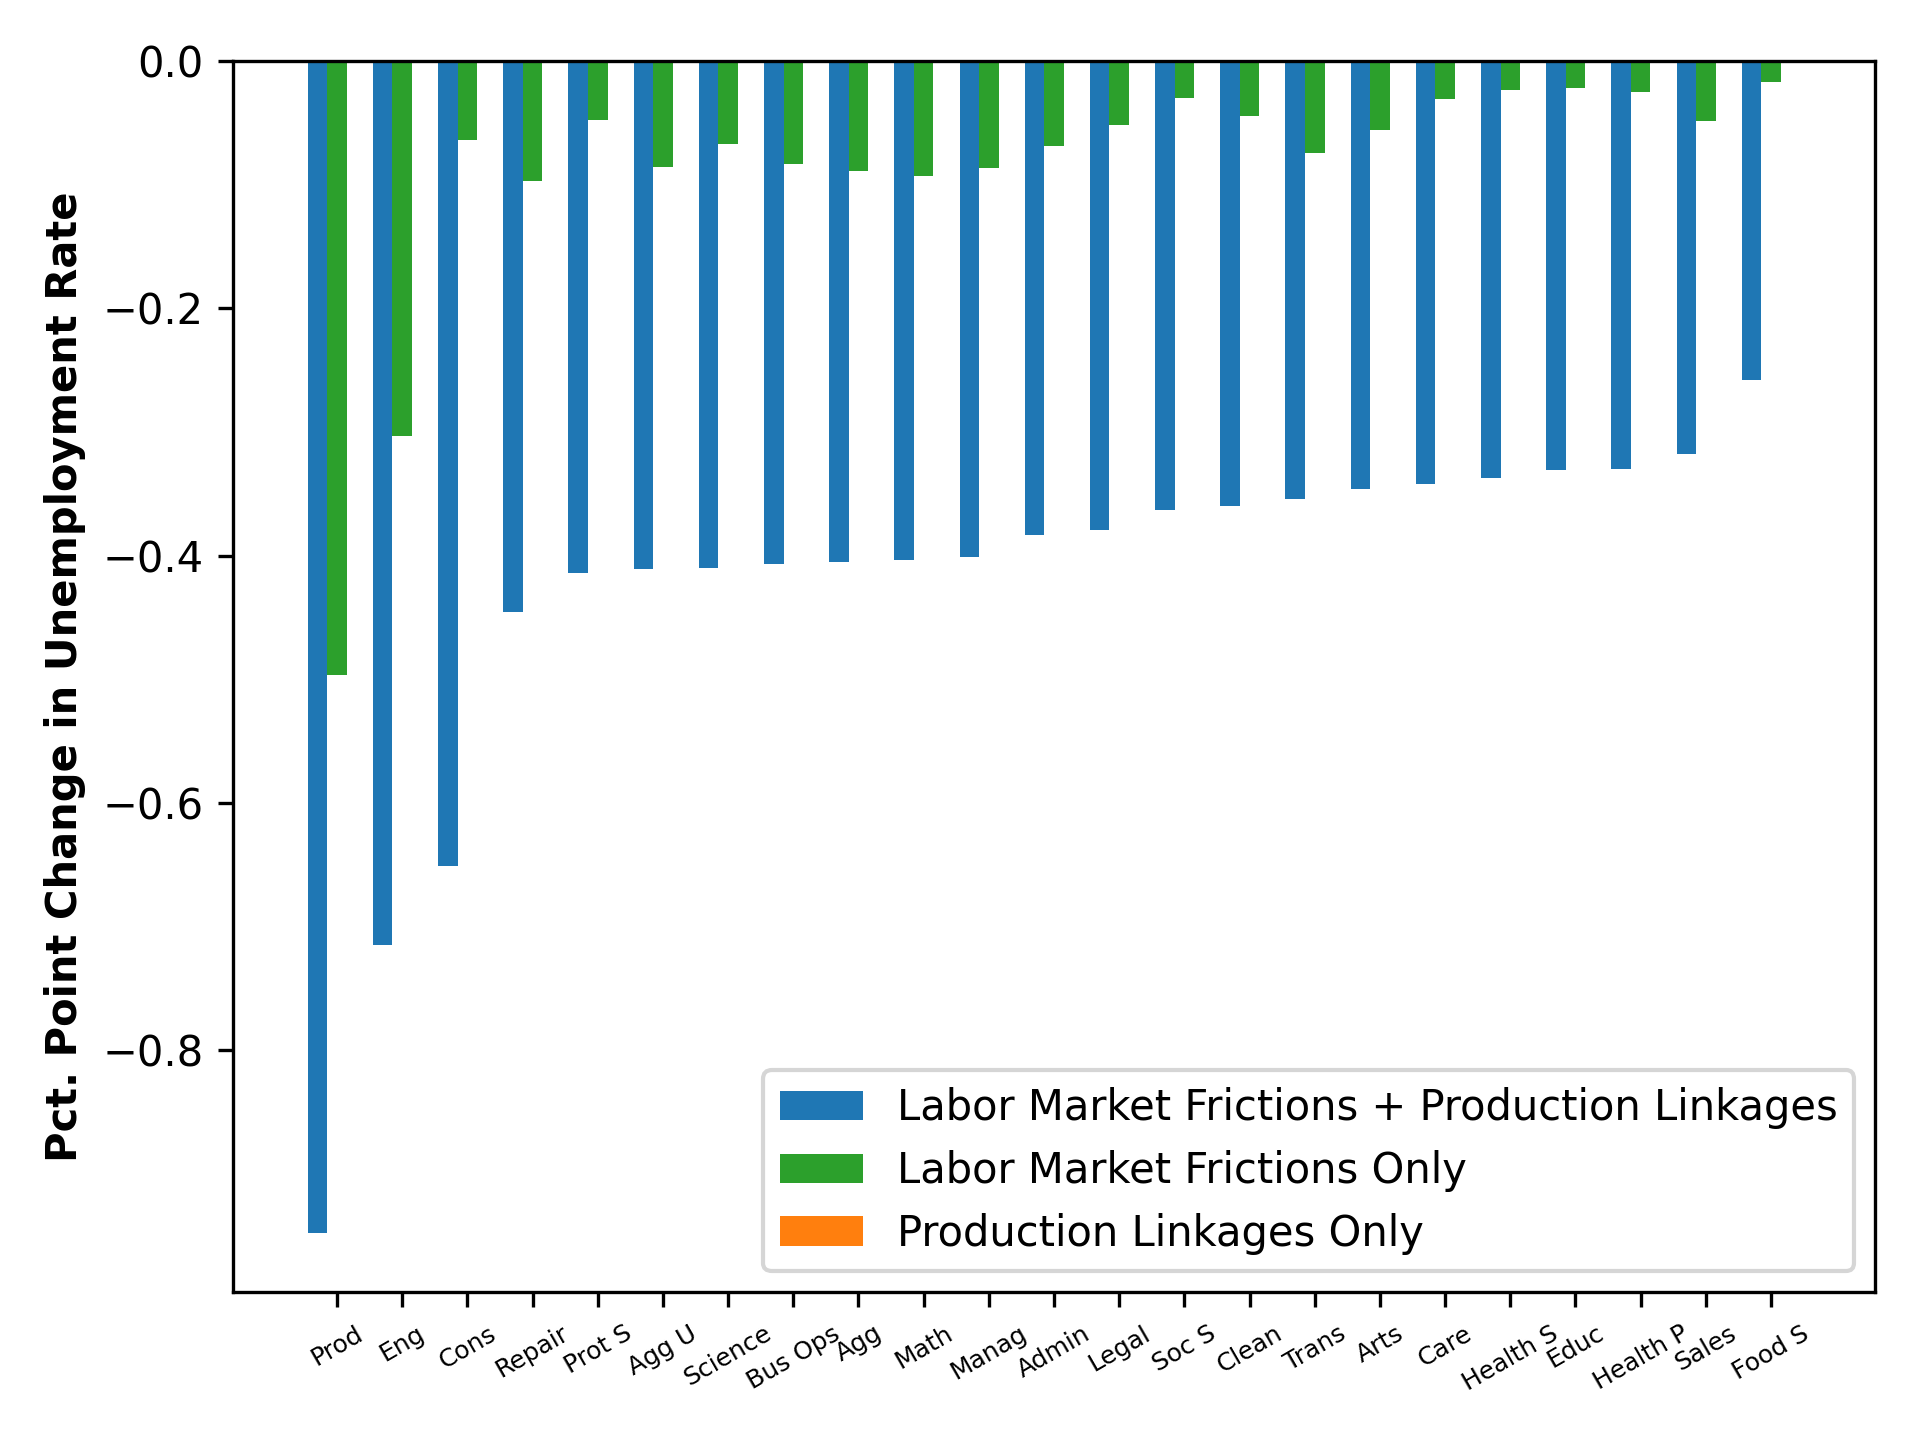 0.0
−0.2
−0.4
−0.6
−0.8
Pct. Point Change in Unemployment Rate
Labor Market Frictions + Production Linkages
Labor Market Frictions Only
Production Linkages Only
Prod Eng Cons Repair Prot S Agg U Science Bus Ops Agg Math Manag Admin Legal Soc S Clean Trans Arts Care Health S Educ Health P Sales Food S